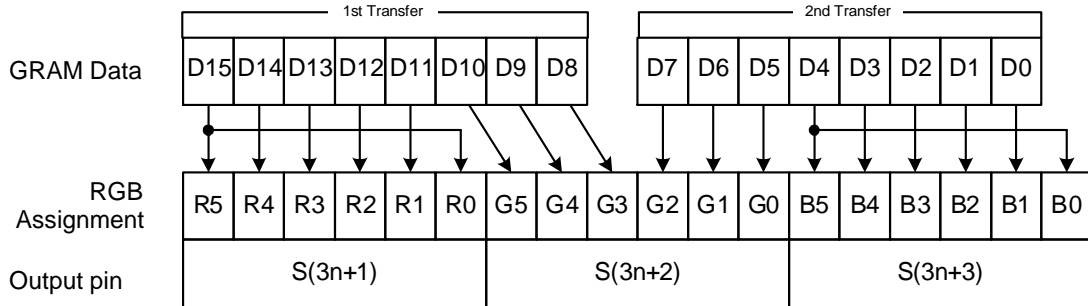 1st Transfer 2nd Transfer
GRAM Data D15 D14 D13 D12 D11 D10 D9 D8 D7 D6 D5 D4 D3 D2 D1 D0
RGB
Assignment R5 R4 R3 R2 R1 R0 G5 G4 G3 G2 G1 G0 B5 B4 B3 B2 B1 B0
Output pin S(3n+1) S(3n+2) S(3n+3)